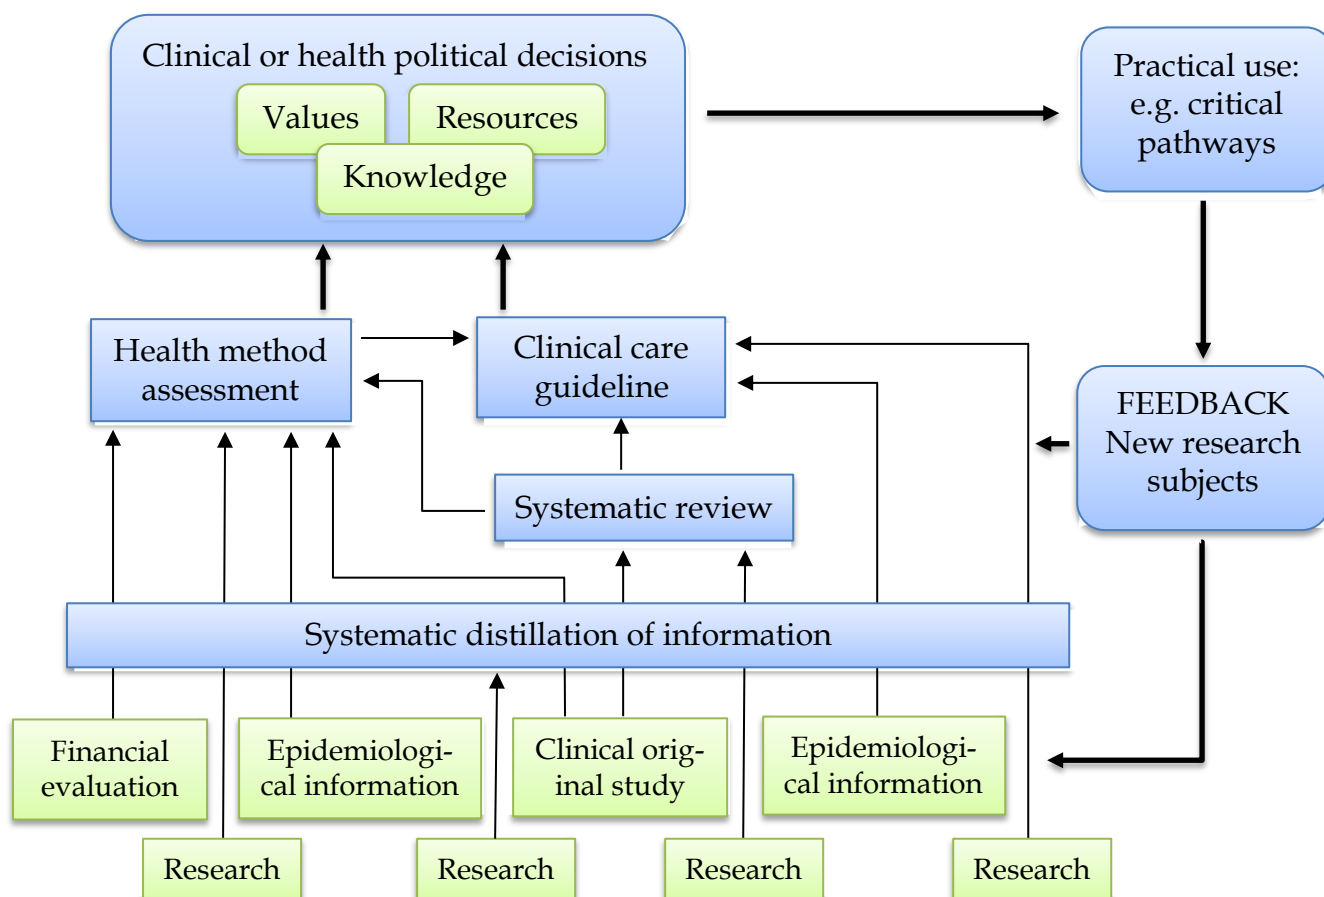 Clinical or health political decisions
Values
Resources
Knowledge
Practical use:
e.g. critical
pathways
Health method
assessment
Clinical care
guideline
FEEDBACK
New research
subjects
Systematic review
Systematic distillation of information
Financial
evaluation
Epidemiologi-
cal information
Clinical orig-
inal study
Epidemiologi-
cal information
Research
Research
Research
Research